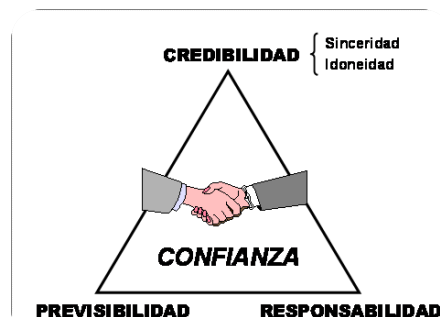 CREDIBILIDAD
Sinceridad
Idoneidad
CONFIANZA
PREVISIBILIDAD
RESPONSABILIDAD